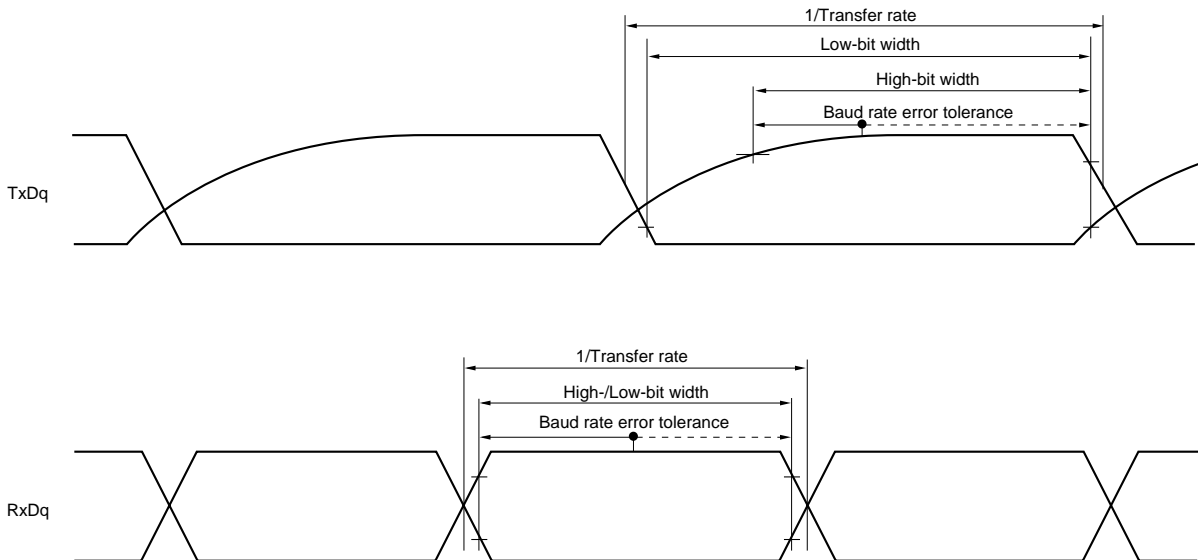 1/Transfer rate
Low-bit width
High-bit width
Baud rate error tolerance
TxDq
1/Transfer rate
High-/Low-bit width
Baud rate error tolerance
RxDq